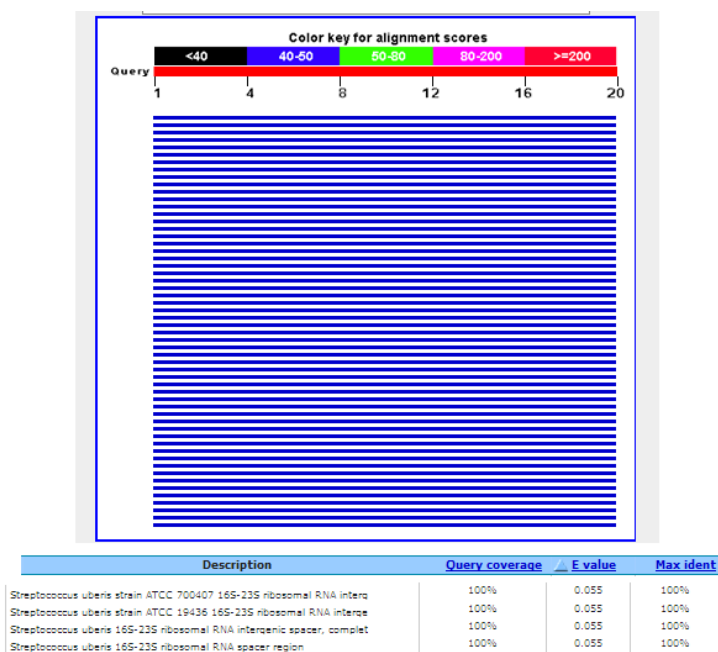 Color key for alignment scores
<40 40-50 50-80 80-200 >=200
Query
1 4 8 12 16 20
Description Query coverage E value Max ident
Streptococcus uberis strain ATCC 700407 16S-23S ribosomal RNA interg 100% 0.055 100%
Streptococcus uberis strain ATCC 19436 16S-23S ribosomal RNA interge 100% 0.055 100%
Streptococcus uberis 16S-23S ribosomal RNA intergenic spacer, complet 100% 0.055 100%
Streptococcus uberis 16S-23S ribosomal RNA spacer region 100% 0.055 100%